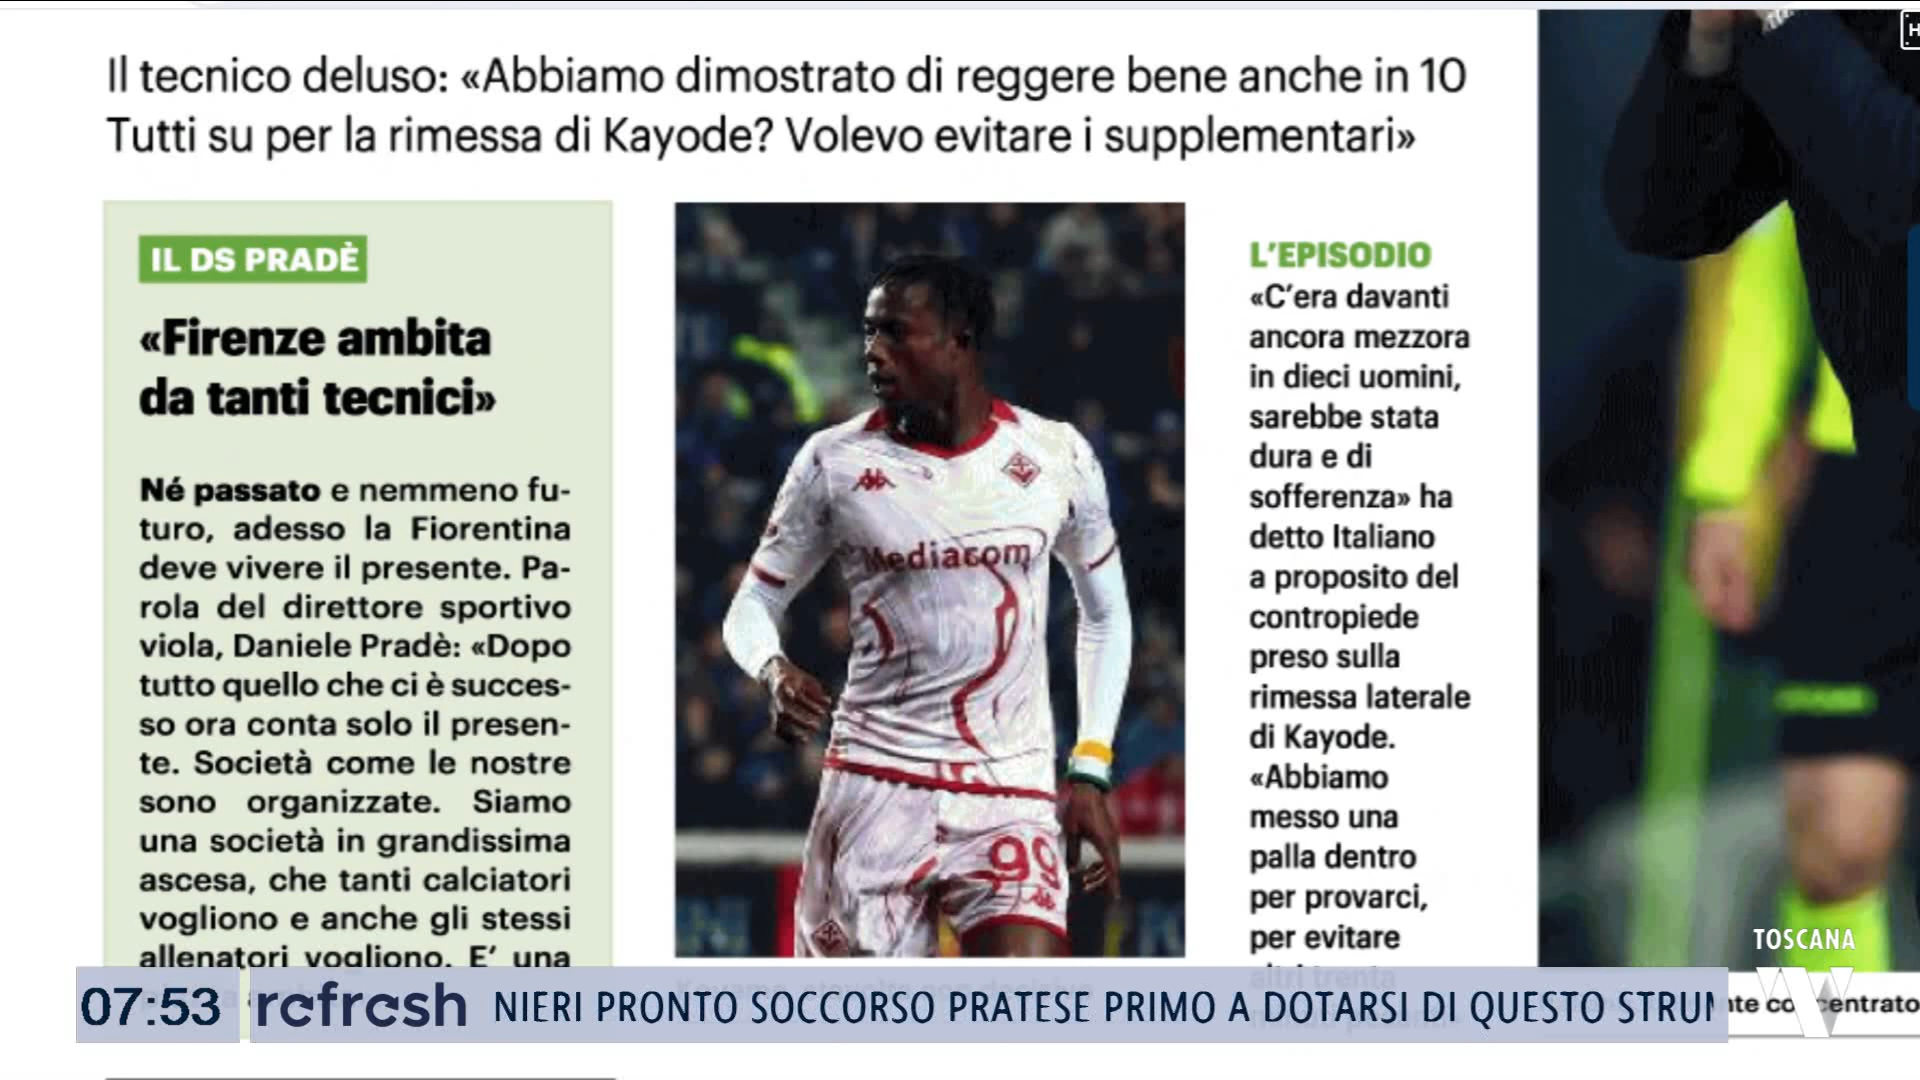 Il tecnico deluso: «Abbiamo dimostrato di reggere bene anche in 10
Tutti su per la rimessa di Kayode? Volevo evitare i supplementari»
IL DS PRADÈ
«Firenze ambita
da tanti tecnici»
Né passato e nemmeno fu-
turo, adesso la Fiorentina
deve vivere il presente. Pa-
rola del direttore sportivo
viola, Daniele Pradè: «Dopo
tutto quello che ci è succes-
so ora conta solo il presen-
te. Società come le nostre
sono organizzate. Siamo
una società in grandissima
ascesa, che tanti calciatori
vogliono e anche gli stessi
allenatori vogliono. E' una
Mediacom
99
L'EPISODIO
«C'era davanti
ancora mezzora
in dieci uomini,
sarebbe stata
dura e di
sofferenza» ha
detto Italiano
a proposito del
contropiede
preso sulla
rimessa laterale
di Kayode.
«Abbiamo
messo una
palla dentro
per provarci,
per evitare
altri trenta
TOSCANA
07:53
refresh
NIERI PRONTO SOCCORSO PRATESE PRIMO A DOTARSI DI QUESTO STRUM